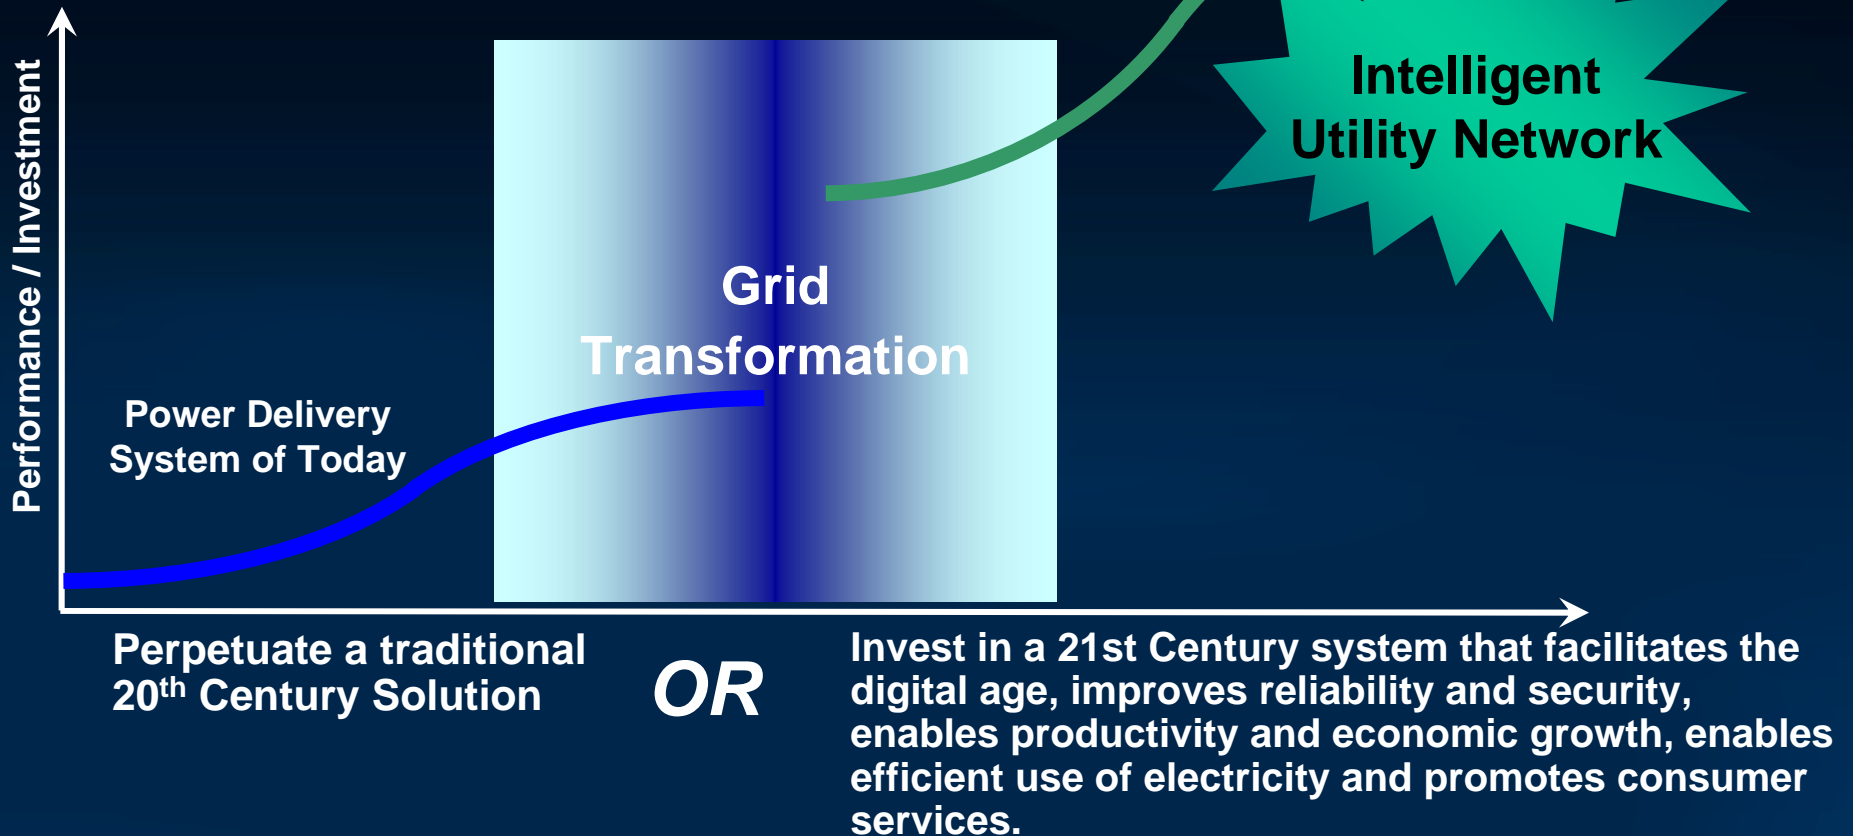 Performance / Investment
Intelligent
Utility Network
Grid
Transformation
Power Delivery
System of Today
Perpetuate a traditional
20th Century Solution
OR
Invest in a 21st Century system that facilitates the
digital age, improves reliability and security,
enables productivity and economic growth, enables
efficient use of electricity and promotes consumer
services.